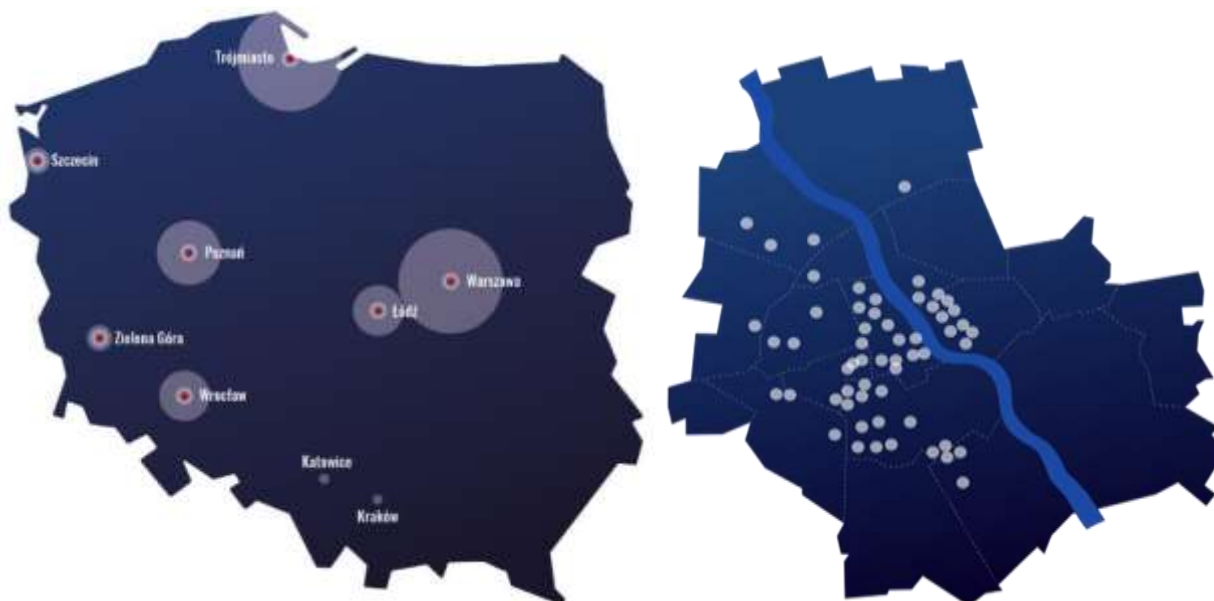 Trójmiasto
Szczecin
Poznań
Warszawa
Łódź
Zielona Góra
Wrocław
Katowice
Kraków